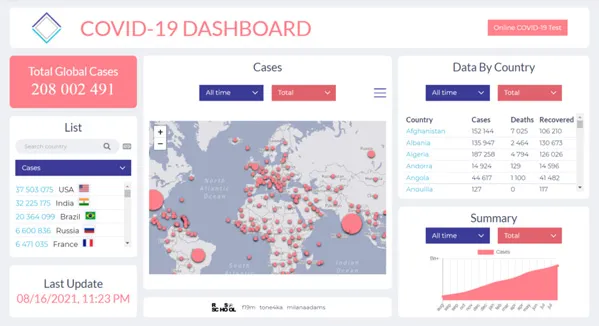 COVID-19 DASHBOARD
Online COVID-19 Test
Total Global Cases
208 002 491
List
Search country
Cases
37 503 075 USA
32 225 175 India
20 364 099 Brazil
6 600 836 Russia
6 471 035 France
Last Update
08/16/2021, 11:23 PM
Cases
All time
Total
+
−
North
Atlantic
Ocean
South
Atlantic
Indian
Ocean
RS
SCHOOL
f19m tonekka milanaadams
Data By Country
All time
Total
Country Cases Deaths Recovered
Afghanistan 152 144 7 025 106 210
Albania 135 947 2 464 130 673
Algeria 187 258 4 794 126 026
Andorra 14 924 129 14 596
Angola 44 617 1 100 41 482
Anguilla 127 0 117
Summary
All time
Total
Cases